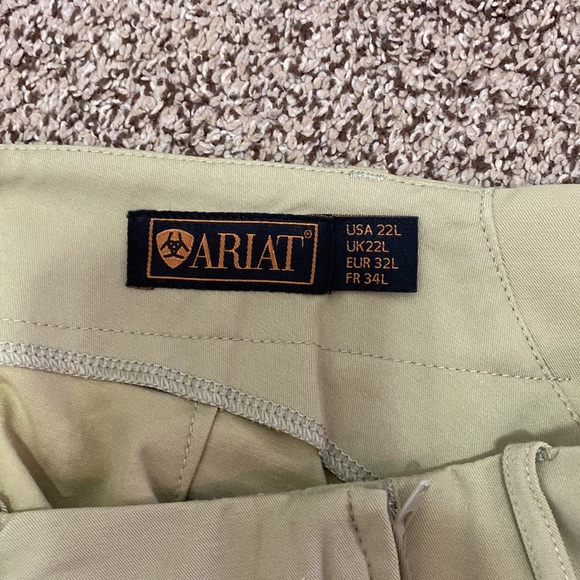 ARIAT®
USA 22L
UK22L
EUR 32L
FR 34L